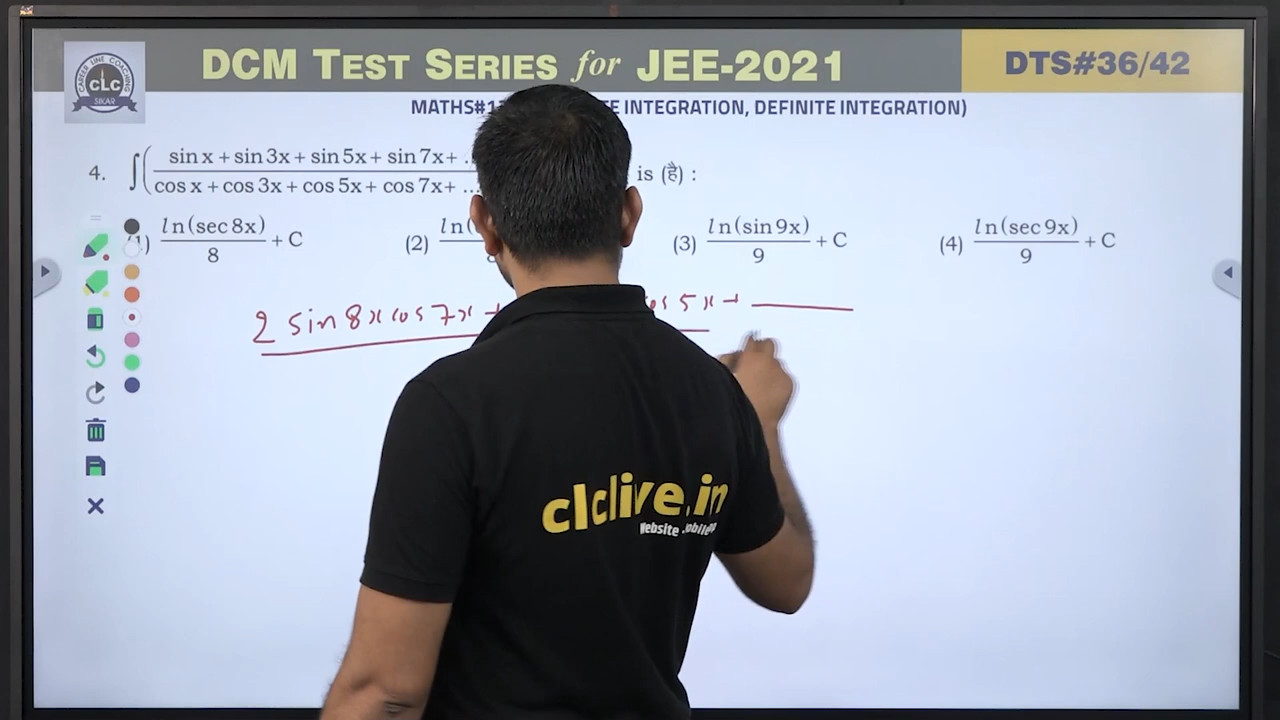 DCM TEST SERIES for JEE-2021
DTS#36/42
CAREER LINE COACHING
CLC
SIKAR
MATHS# INTEGRATION, DEFINITE INTEGRATION)
4. ∫( sin x + sin 3x + sin 5x + sin 7x + ..
cos x + cos 3x + cos 5x + cos 7x + ... is (है) :
ln(sec 8x)/8 + C (2) ln( (3) ln(sin 9x)/9 + C (4) ln(sec 9x)/9 + C
2 sin 8x cos 7x + cos 5x +
clclive.in
Website